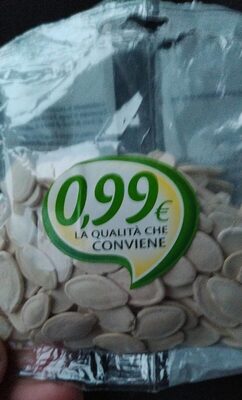 0,99€
LA QUALITÀ CHE
CONVIENE